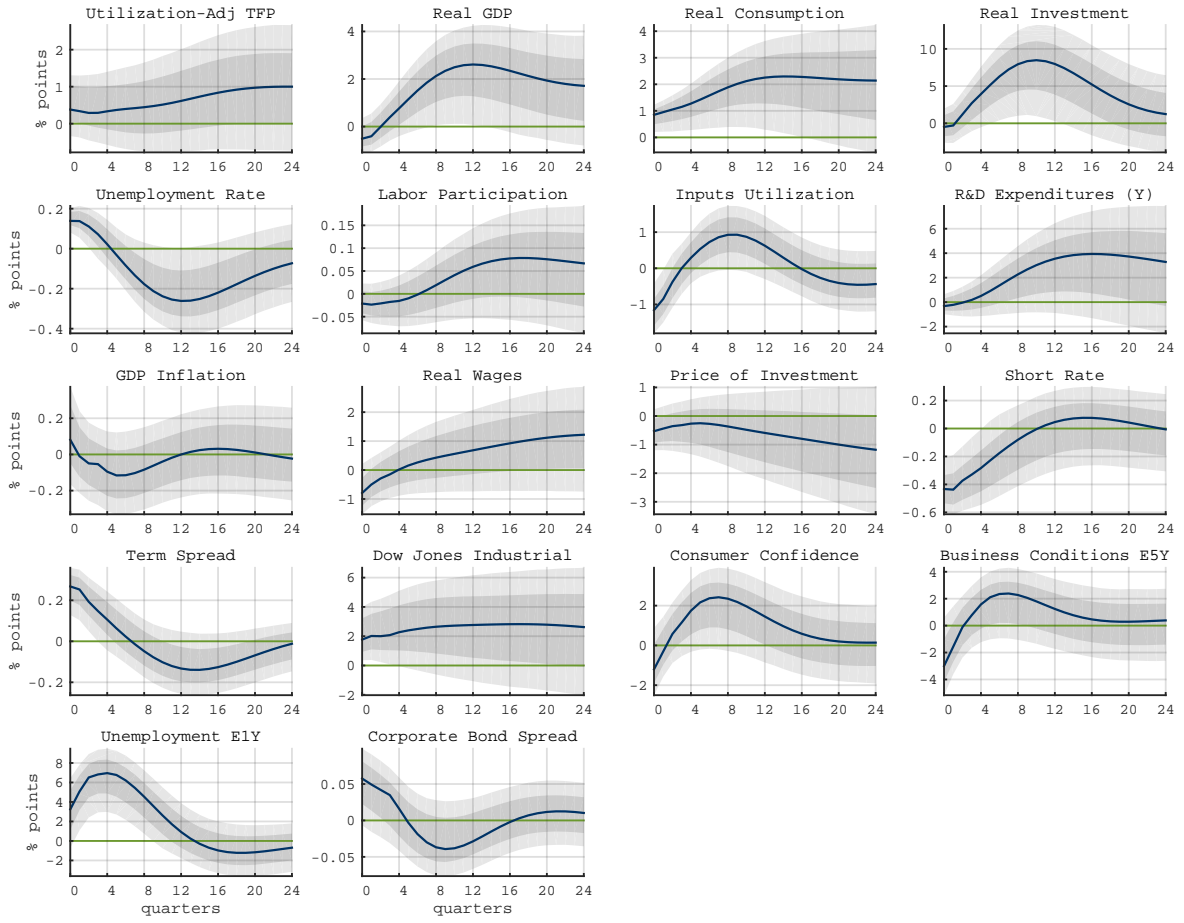 Utilization-Adj TFP
% points
2
1
0
0 4 8 12 16 20 24
Real GDP
4
2
0
0 4 8 12 16 20 24
Real Consumption
4
3
2
1
0
0 4 8 12 16 20 24
Real Investment
10
5
0
0 4 8 12 16 20 24
Unemployment Rate
% points
0.2
0
-0.2
-0.4
0 4 8 12 16 20 24
Labor Participation
0.15
0.10
0.05
0
-0.05
0 4 8 12 16 20 24
Inputs Utilization
1
0
-1
0 4 8 12 16 20 24
R&D Expenditures (Y)
6
4
2
0
-2
0 4 8 12 16 20 24
GDP Inflation
% points
0.2
0
-0.2
0 4 8 12 16 20 24
Real Wages
2
1
0
-1
0 4 8 12 16 20 24
Price of Investment
1
0
-1
-2
-3
0 4 8 12 16 20 24
Short Rate
0.2
0
-0.2
-0.4
-0.6
0 4 8 12 16 20 24
Term Spread
% points
0.2
0
-0.2
0 4 8 12 16 20 24
Dow Jones Industrial
6
4
2
0
-2
0 4 8 12 16 20 24
Consumer Confidence
2
0
-2
0 4 8 12 16 20 24
Business Conditions E5Y
4
2
0
-2
-4
0 4 8 12 16 20 24
Unemployment E1Y
% points
8
6
4
2
0
-2
0 4 8 12 16 20 24
quarters
Corporate Bond Spread
0.05
0
-0.05
0 4 8 12 16 20 24
quarters